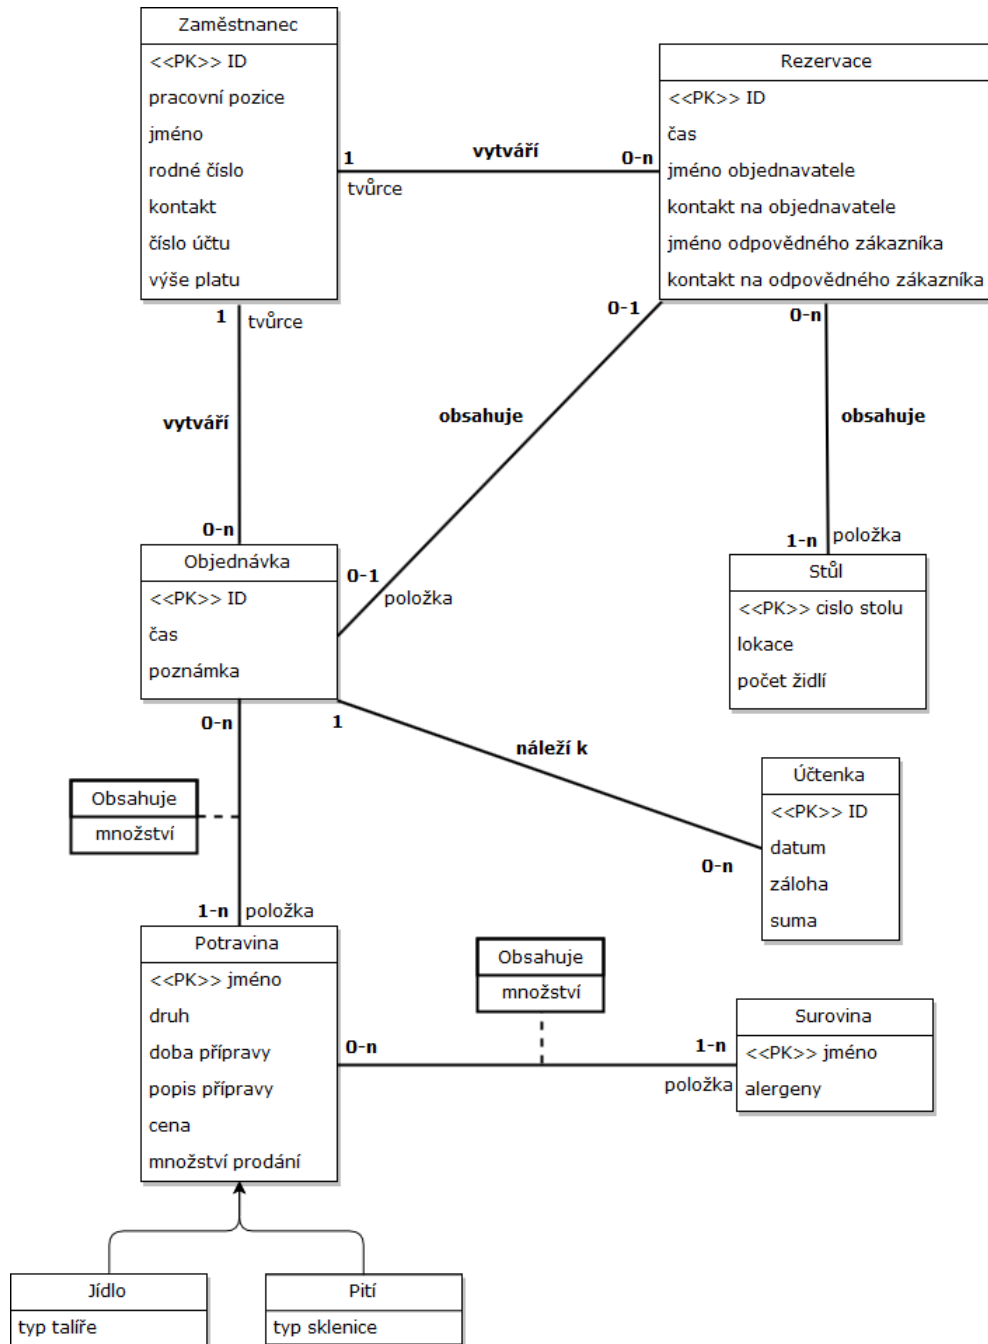 Zaměstnanec
<<PK>> ID
pracovní pozice
jméno
rodné číslo
kontakt
číslo účtu
výše platu
Rezervace
<<PK>> ID
čas
jméno objednavatele
kontakt na objednavatele
jméno odpovědného zákazníka
kontakt na odpovědného zákazníka
1
vytváří
0-n
tvůrce
1
tvůrce
vytváří
0-n
0-1
obsahuje
0-1
položka
0-n
obsahuje
1-n
položka
Objednávka
<<PK>> ID
čas
poznámka
Stůl
<<PK>> cislo stolu
lokace
počet židlí
0-n
1
náleží k
0-n
Obsahuje
množství
1-n
položka
Účtenka
<<PK>> ID
datum
záloha
suma
Potravina
<<PK>> jméno
druh
doba přípravy
popis přípravy
cena
množství prodání
Obsahuje
množství
0-n
1-n
položka
Surovina
<<PK>> jméno
alergeny
Jídlo
typ talíře
Pití
typ sklenice